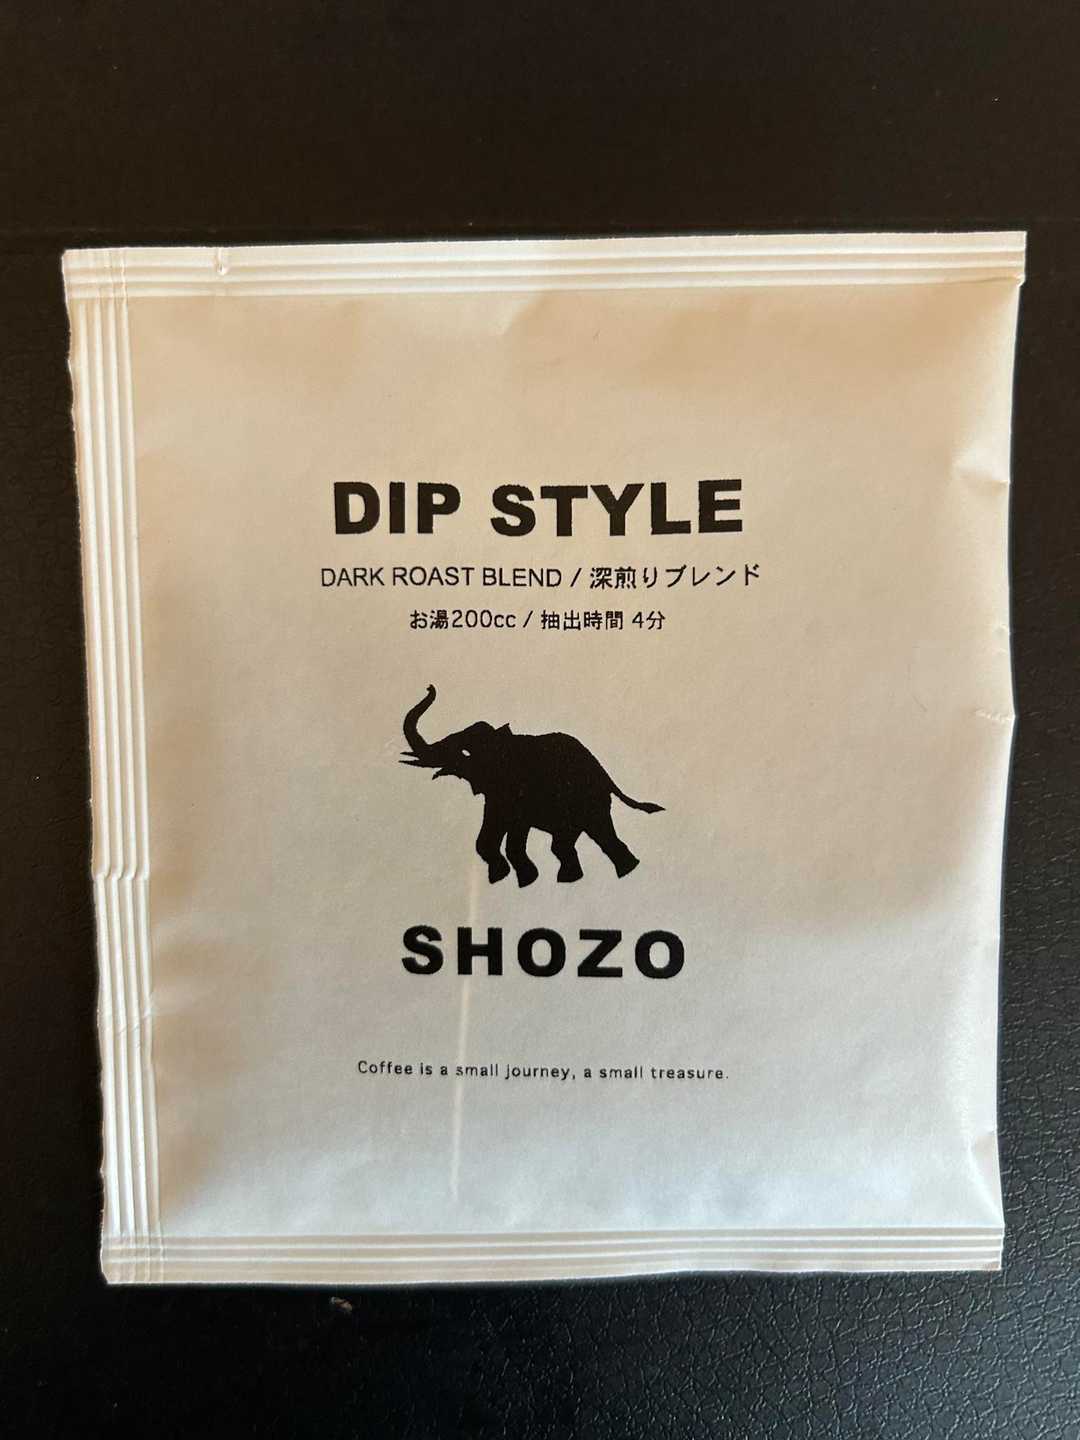 DIP STYLE
DARK ROAST BLEND / 深煎りブレンド
お湯200cc / 抽出時間 4分
SHOZO
Coffee is a small journey, a small treasure.